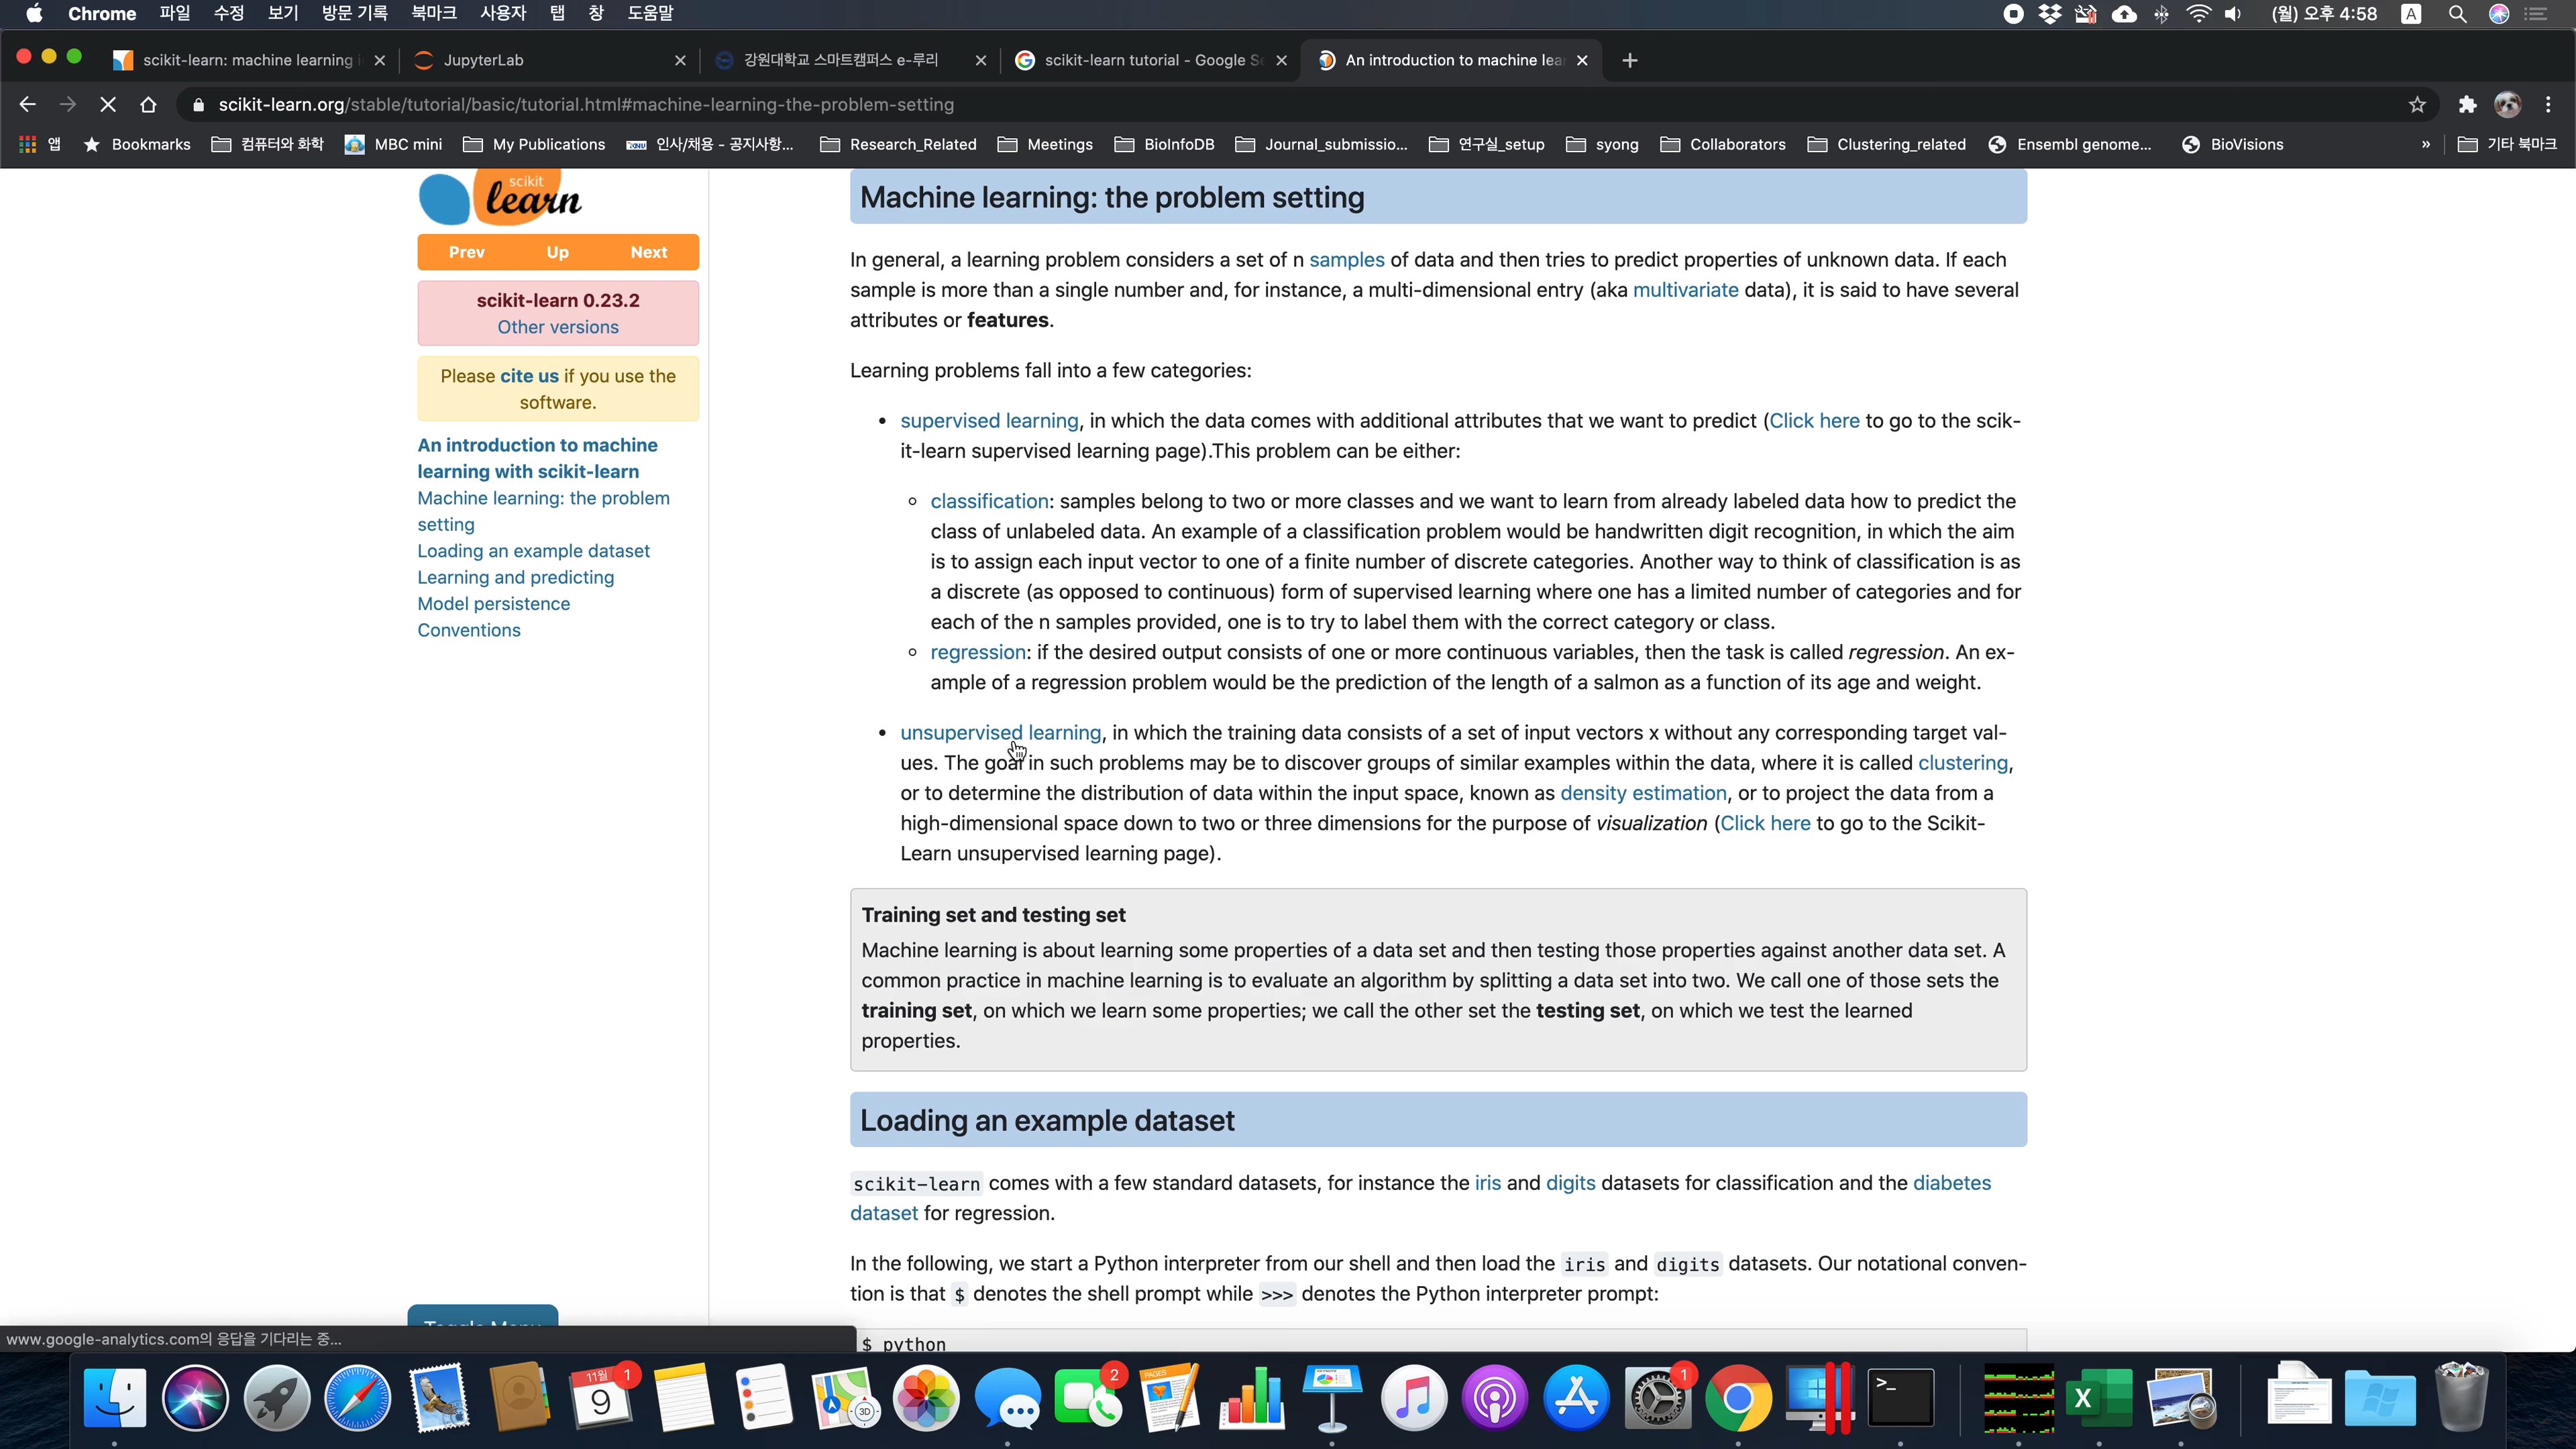 Chrome 파일 수정 보기 방문 기록 북마크 사용자 탭 창 도움말 (월) 오후 4:58 A
scikit-learn: machine learning JupyterLab 강원대학교 스마트캠퍼스 e-루리 scikit-learn tutorial - Google Se An introduction to machine lea
scikit-learn.org/stable/tutorial/basic/tutorial.html#machine-learning-the-problem-setting
앱 Bookmarks 컴퓨터와 화학 MBC mini My Publications KNU 인사/채용 - 공지사항... Research_Related Meetings BioInfoDB Journal_submissio... 연구실_setup syong Collaborators Clustering_related Ensembl genome... BioVisions » 기타 북마크
scikit
learn
Prev Up Next
scikit-learn 0.23.2
Other versions
Please cite us if you use the
software.
An introduction to machine
learning with scikit-learn
Machine learning: the problem
setting
Loading an example dataset
Learning and predicting
Model persistence
Conventions
Machine learning: the problem setting
In general, a learning problem considers a set of n samples of data and then tries to predict properties of unknown data. If each
sample is more than a single number and, for instance, a multi-dimensional entry (aka multivariate data), it is said to have several
attributes or features.
Learning problems fall into a few categories:
• supervised learning, in which the data comes with additional attributes that we want to predict (Click here to go to the scik-
it-learn supervised learning page).This problem can be either:
◦ classification: samples belong to two or more classes and we want to learn from already labeled data how to predict the
class of unlabeled data. An example of a classification problem would be handwritten digit recognition, in which the aim
is to assign each input vector to one of a finite number of discrete categories. Another way to think of classification is as
a discrete (as opposed to continuous) form of supervised learning where one has a limited number of categories and for
each of the n samples provided, one is to try to label them with the correct category or class.
◦ regression: if the desired output consists of one or more continuous variables, then the task is called regression. An ex-
ample of a regression problem would be the prediction of the length of a salmon as a function of its age and weight.
• unsupervised learning, in which the training data consists of a set of input vectors x without any corresponding target val-
ues. The goal in such problems may be to discover groups of similar examples within the data, where it is called clustering,
or to determine the distribution of data within the input space, known as density estimation, or to project the data from a
high-dimensional space down to two or three dimensions for the purpose of visualization (Click here to go to the Scikit-
Learn unsupervised learning page).
Training set and testing set
Machine learning is about learning some properties of a data set and then testing those properties against another data set. A
common practice in machine learning is to evaluate an algorithm by splitting a data set into two. We call one of those sets the
training set, on which we learn some properties; we call the other set the testing set, on which we test the learned
properties.
Loading an example dataset
scikit-learn comes with a few standard datasets, for instance the iris and digits datasets for classification and the diabetes
dataset for regression.
In the following, we start a Python interpreter from our shell and then load the iris and digits datasets. Our notational conven-
tion is that $ denotes the shell prompt while >>> denotes the Python interpreter prompt:
$ python
Toggle Menu
www.google-analytics.com의 응답을 기다리는 중...
11월 1
9
3D
2
PAGES
1
>_
X